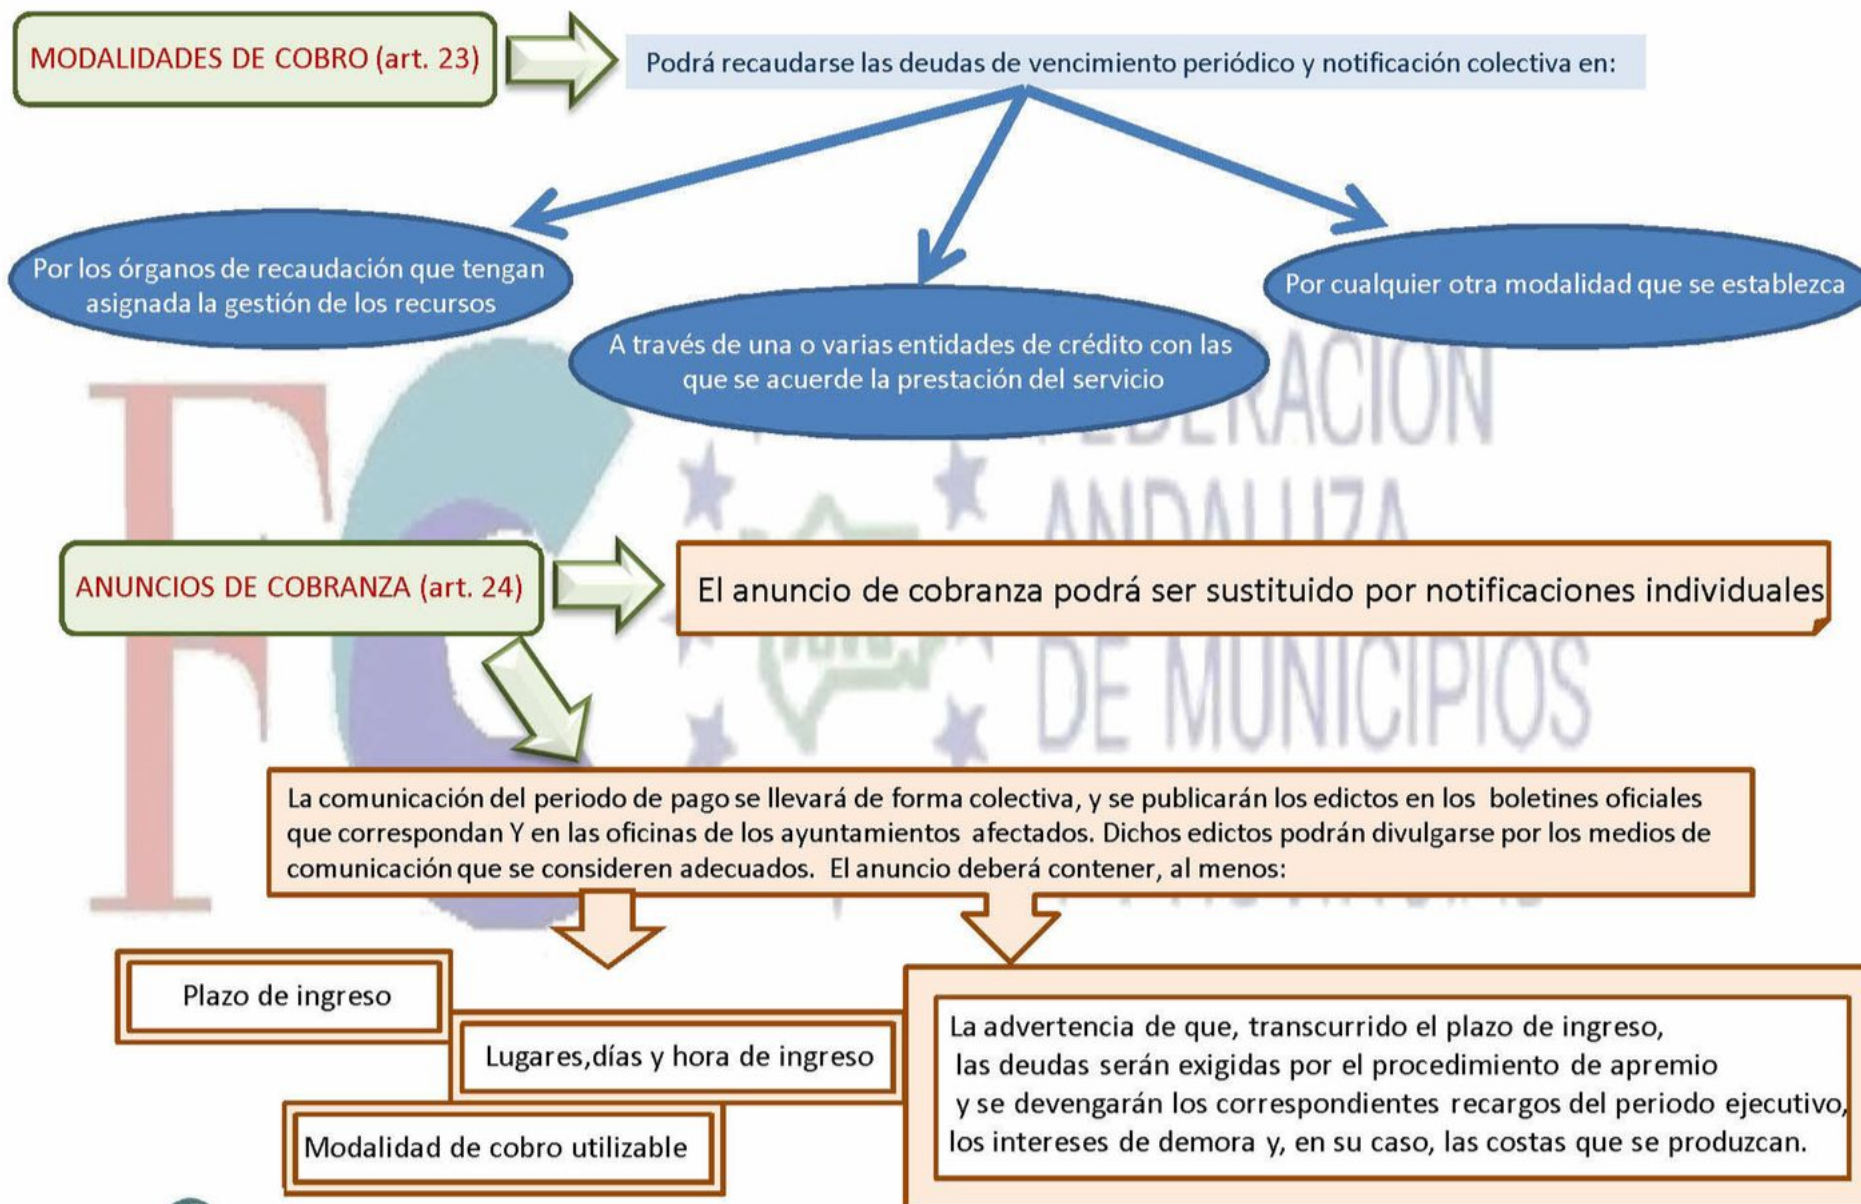 MODALIDADES DE COBRO (art. 23)
Podrá recaudarse las deudas de vencimiento periódico y notificación colectiva en:
Por los órganos de recaudación que tengan
asignada la gestión de los recursos
A través de una o varias entidades de crédito con las
que se acuerde la prestación del servicio
Por cualquier otra modalidad que se establezca
FEDERACION
ANDALUZA
DE MUNICIPIOS
ANUNCIOS DE COBRANZA (art. 24)
El anuncio de cobranza podrá ser sustituido por notificaciones individuales
La comunicación del periodo de pago se llevará de forma colectiva, y se publicarán los edictos en los boletines oficiales
que correspondan Y en las oficinas de los ayuntamientos afectados. Dichos edictos podrán divulgarse por los medios de
comunicación que se consideren adecuados. El anuncio deberá contener, al menos:
Plazo de ingreso
Lugares,días y hora de ingreso
Modalidad de cobro utilizable
La advertencia de que, transcurrido el plazo de ingreso,
las deudas serán exigidas por el procedimiento de apremio
y se devengarán los correspondientes recargos del periodo ejecutivo,
los intereses de demora y, en su caso, las costas que se produzcan.